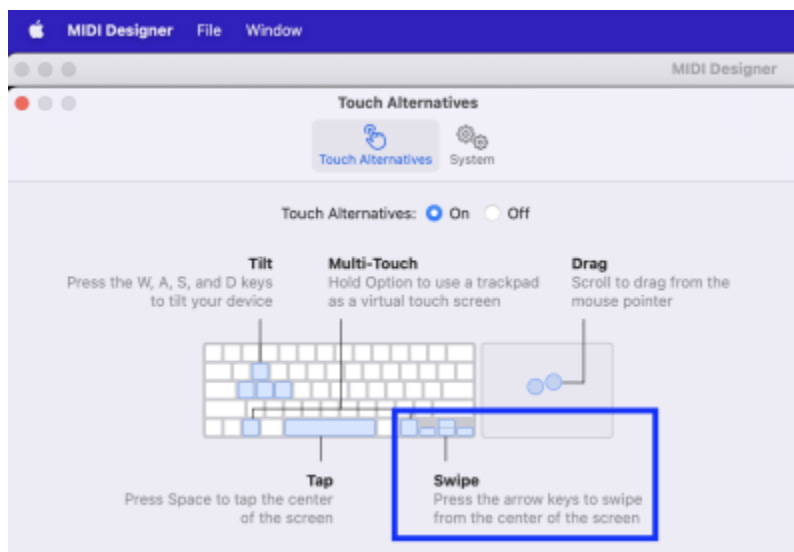 MIDI Designer File Window
MIDI Designer
Touch Alternatives
Touch Alternatives System
Touch Alternatives: On Off
Tilt
Press the W, A, S, and D keys
to tilt your device
Multi-Touch
Hold Option to use a trackpad
as a virtual touch screen
Drag
Scroll to drag from the
mouse pointer
Tap
Press Space to tap the center
of the screen
Swipe
Press the arrow keys to swipe
from the center of the screen